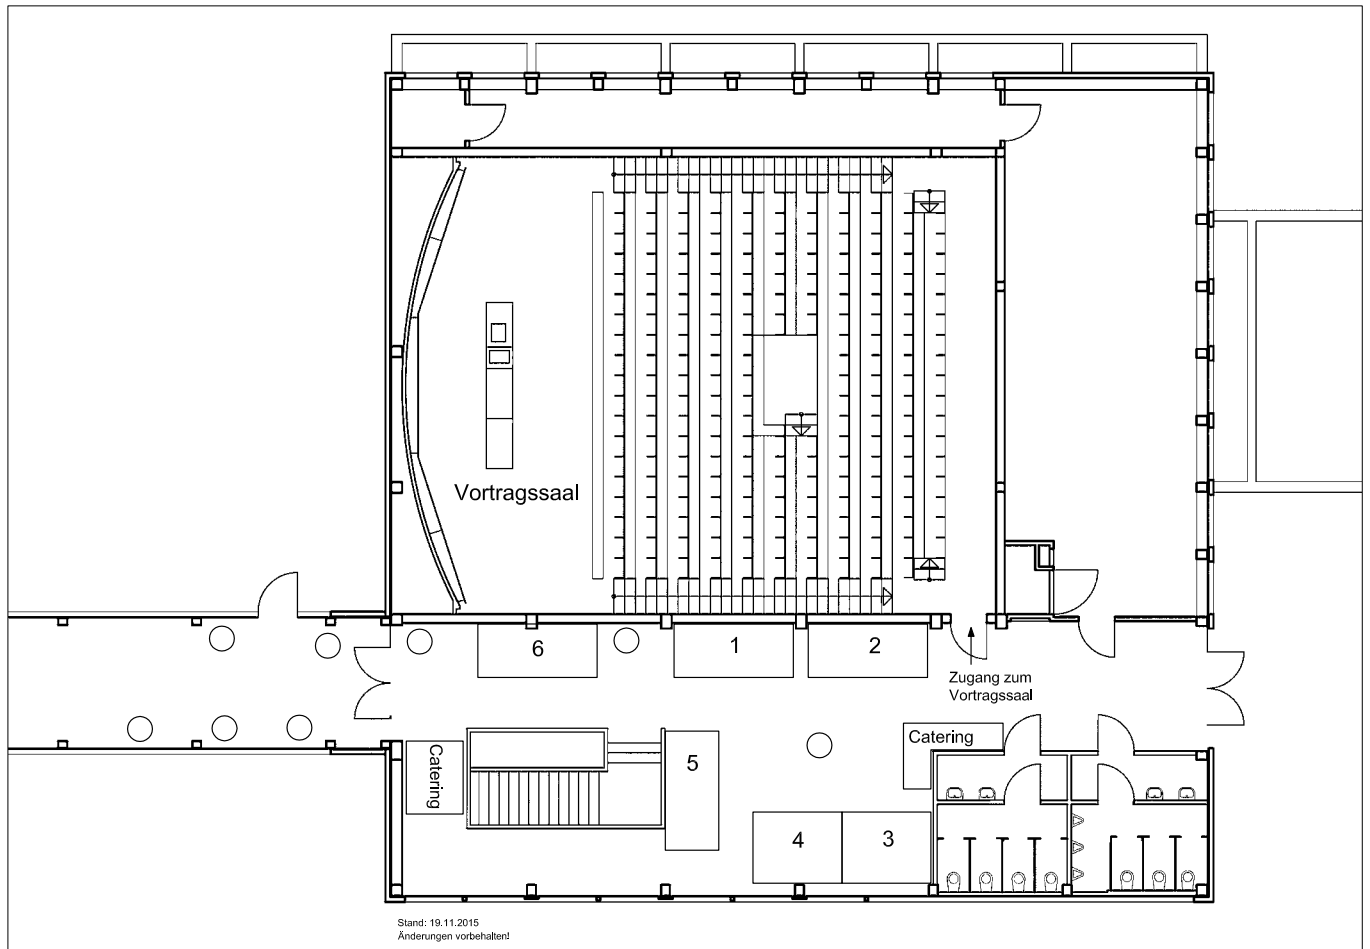 Vortragssaal
6
1
2
Zugang zum
Vortragssaal
Catering
Catering
5
4
3
Stand: 19.11.2015
Änderungen vorbehalten!